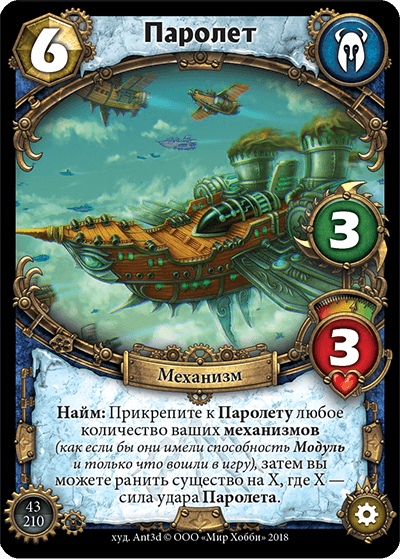 6
Паролет
3
4
3
Механизм
Найм: Прикрепите к Паролету любое
количество ваших механизмов
(как если бы они имели способность Модуль
и только что вошли в игру), затем вы
можете ранить существо на X, где X —
сила удара Паролета.
43
210
худ. Ant3d © ООО «Мир Хобби» 2018